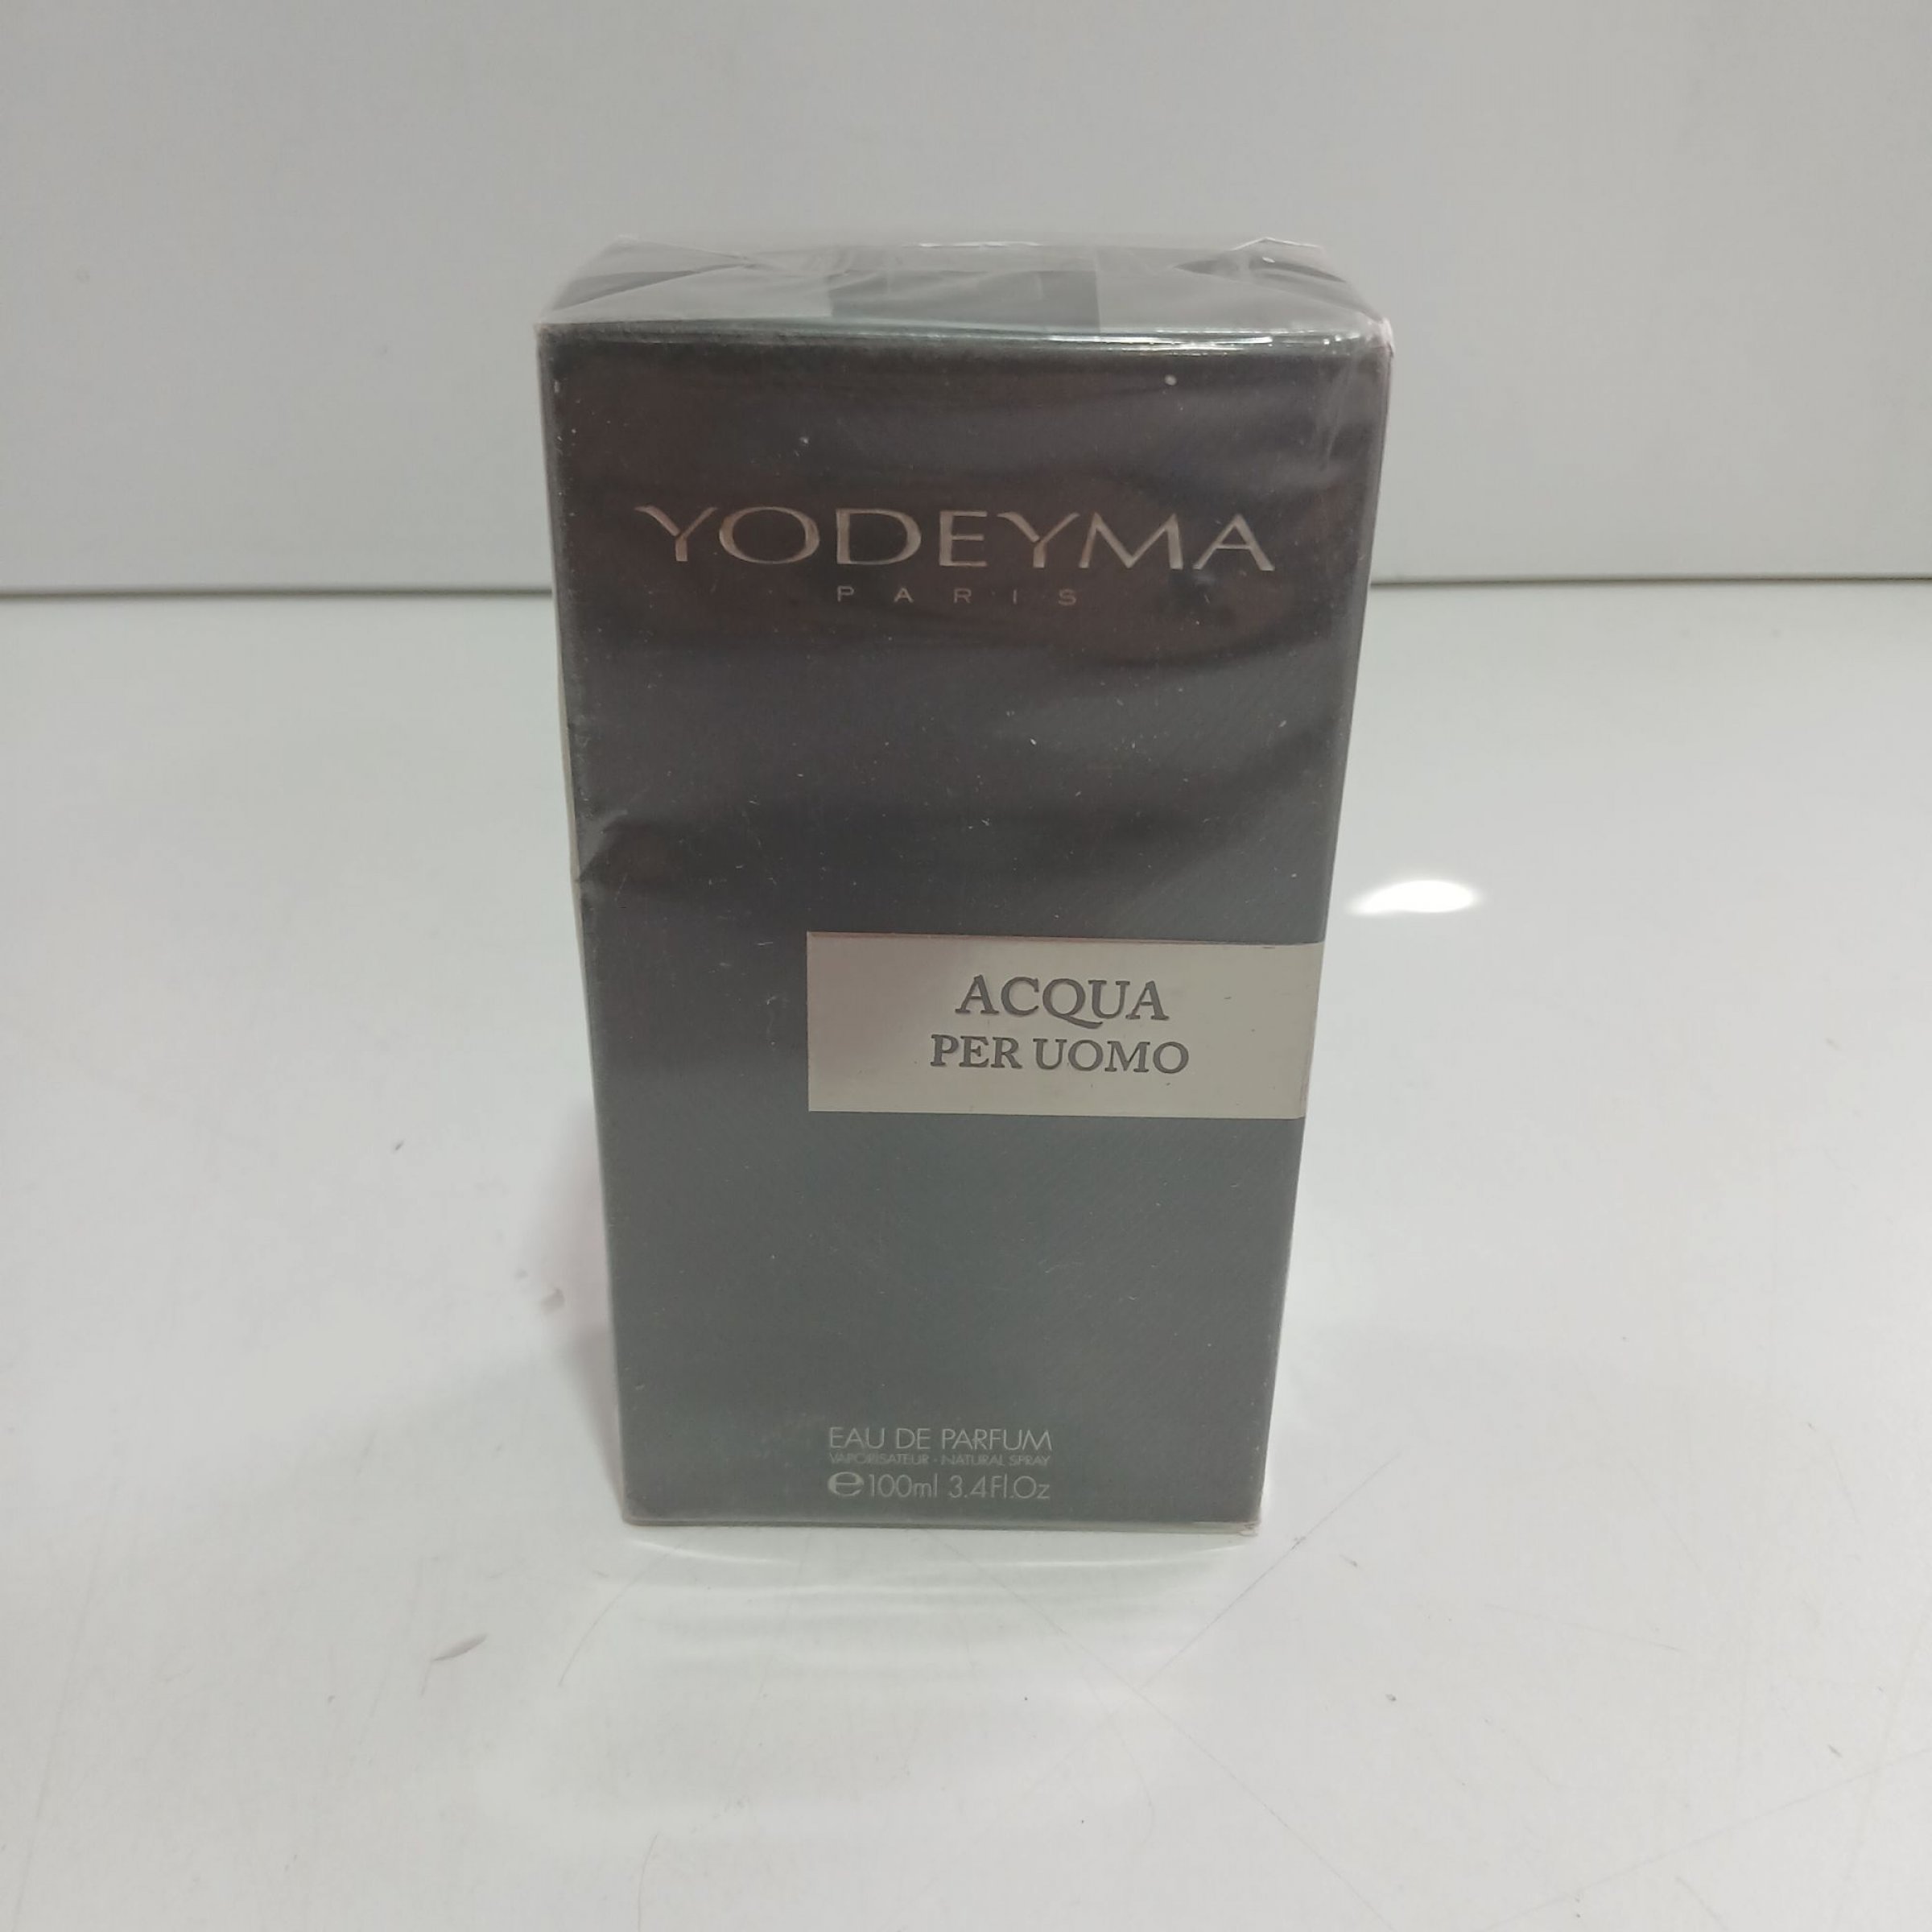 YODEYMA
PARIS
ACQUA
PER UOMO
EAU DE PARFUM
VAPORISATEUR · NATURAL SPRAY
℮100ml 3.4Fl.Oz